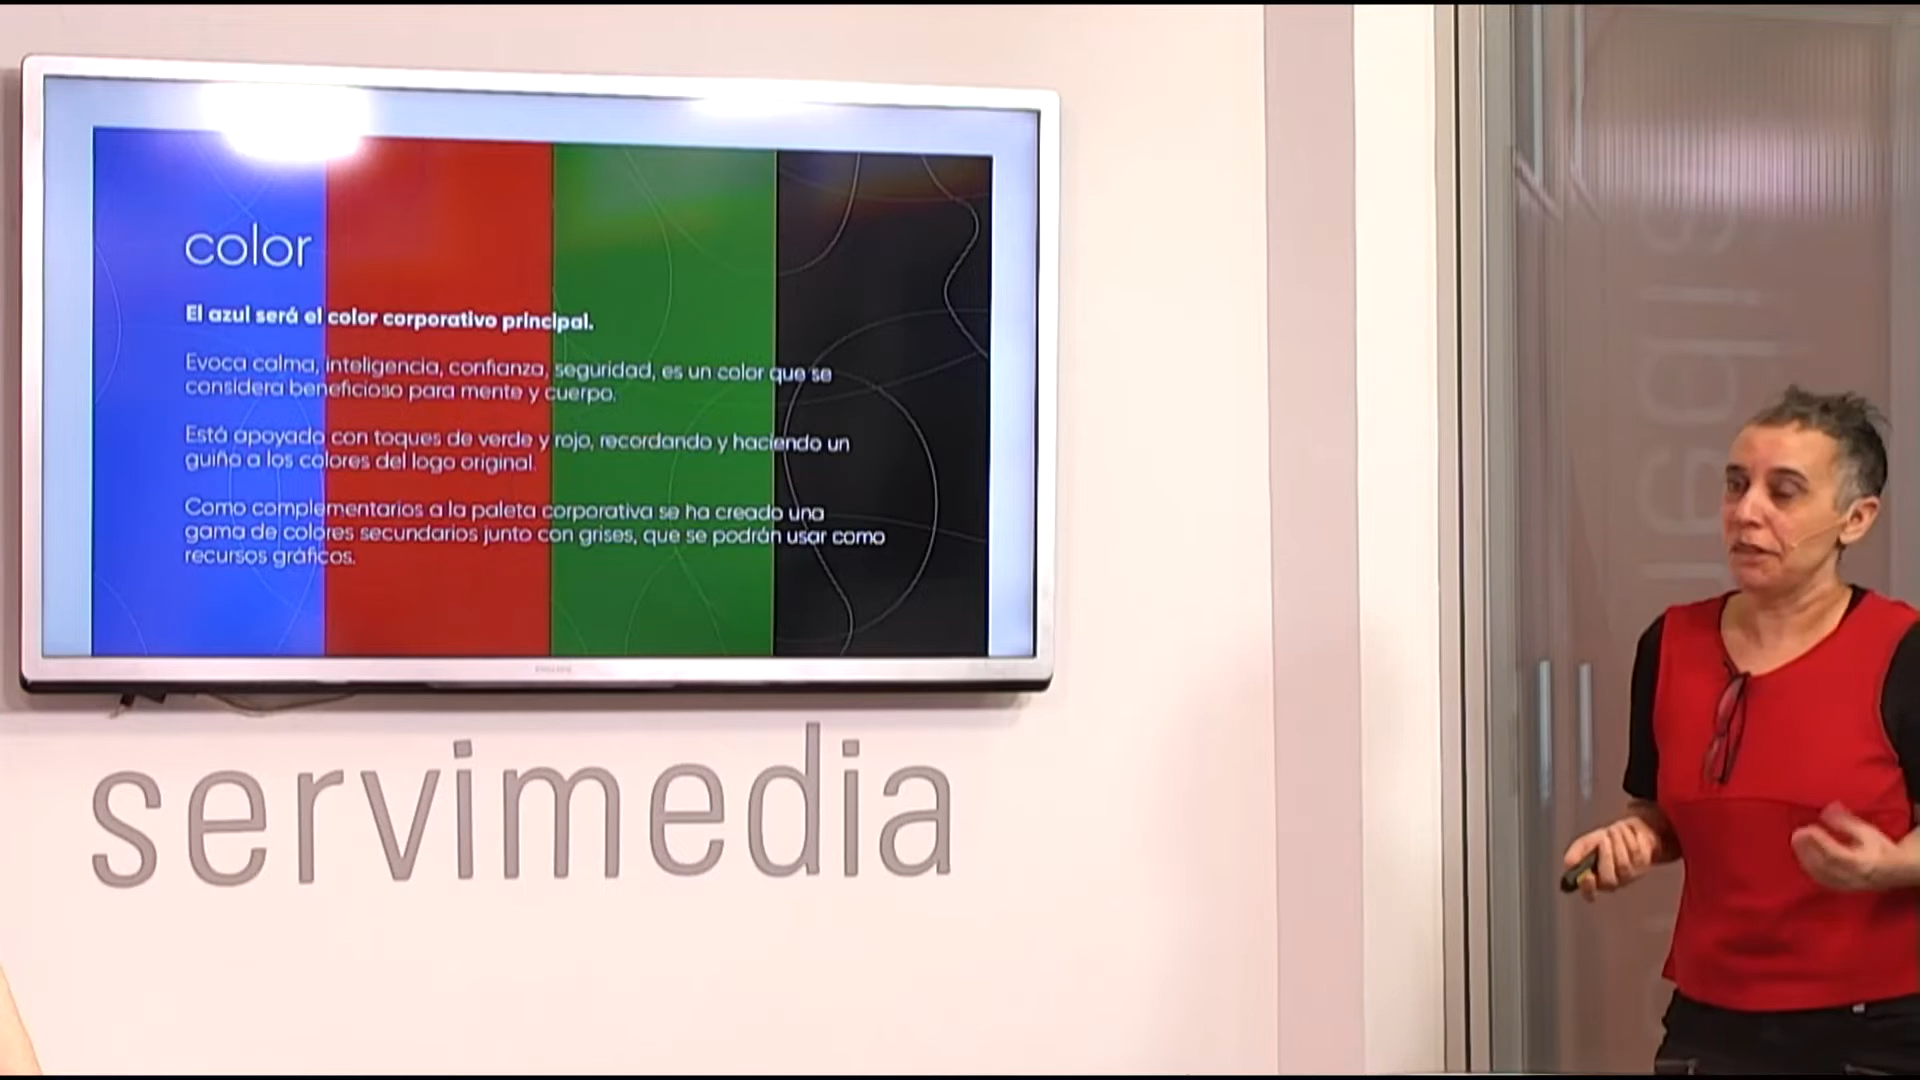 color
El azul será el color corporativo principal.
Evoca calma, inteligencia, confianza, seguridad, es un color que se
considera beneficioso para mente y cuerpo.
Está apoyado con toques de verde y rojo, recordando y haciendo un
guiño a los colores del logo original.
Como complementarios a la paleta corporativa se ha creado una
gama de colores secundarios junto con grises, que se podrán usar como
recursos gráficos.
PHILIPS
servimedia